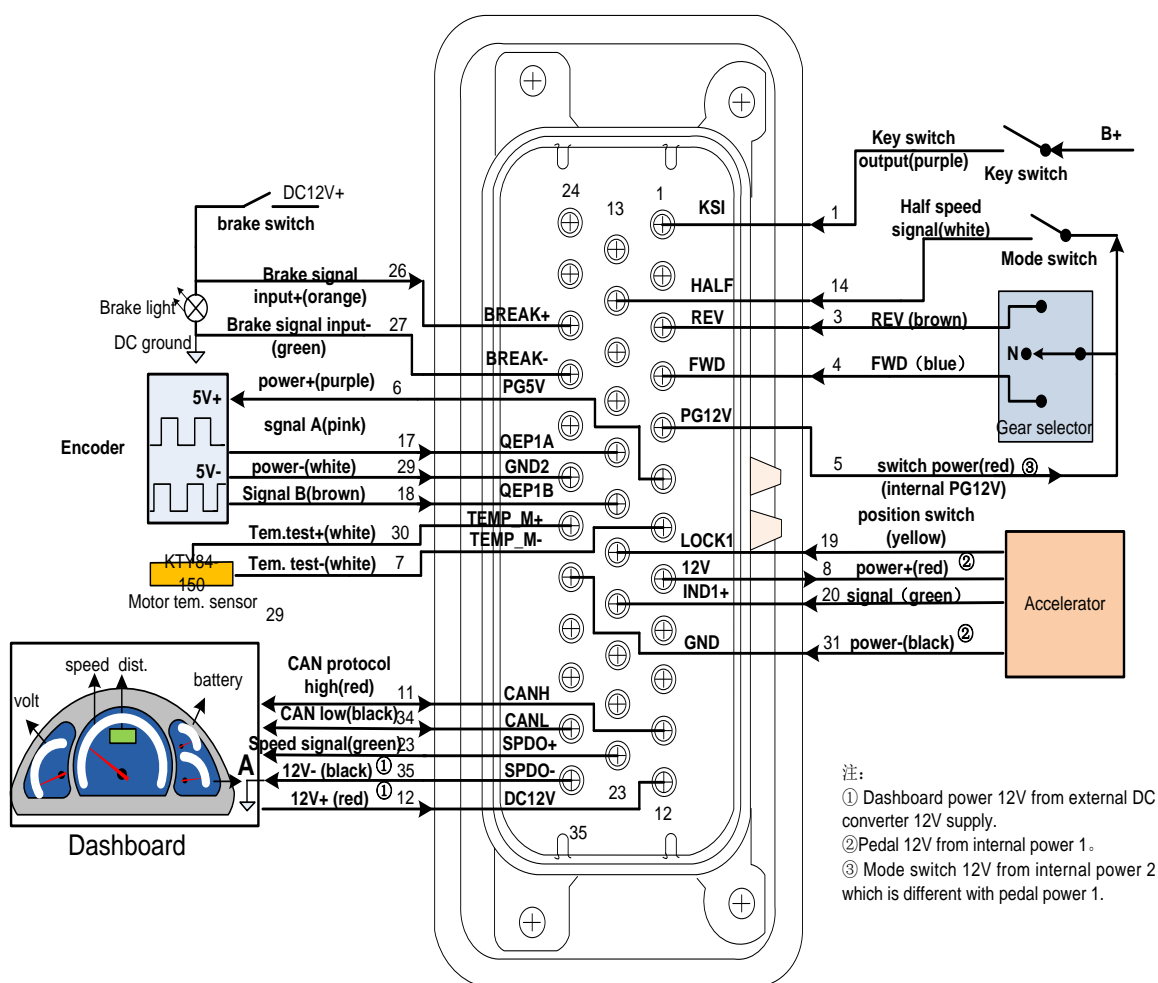 Key switch
output(purple)
B+
Key switch
24
1
13
KSI
1
DC12V+
brake switch
Half speed
signal(white)
Mode switch
Brake signal
input+(orange)
26
HALF
14
Brake light
BREAK+
REV
3
REV (brown)
Brake signal input-
(green)
27
DC ground
BREAK-
FWD
4
FWD（blue）
N
Gear selector
power+(purple)
6
PG5V
5V+
PG12V
sgnal A(pink)
Encoder
17
QEP1A
5
switch power(red) ③
(internal PG12V)
5V-
power-(white)
29
GND2
Signal B(brown)
18
QEP1B
position switch
(yellow)
Tem.test+(white)
30
TEMP_M+
TEMP_M-
LOCK1
19
KTY84-
150
Tem. test-(white)
7
12V
8
power+(red) ②
Motor tem. sensor
29
IND1+
20
signal（green）
Accelerator
GND
31
power-(black) ②
speed
dist.
battery
volt
CAN protocol
high(red)
11
CANH
CAN low(black)
34
CANL
Speed signal(green)
23
SPDO+
A
12V- (black) ①
35
SPDO-
12V+ (red) ①
12
DC12V
23
12
35
Dashboard
注:
① Dashboard power 12V from external DC
converter 12V supply.
②Pedal 12V from internal power 1。
③ Mode switch 12V from internal power 2
which is different with pedal power 1.